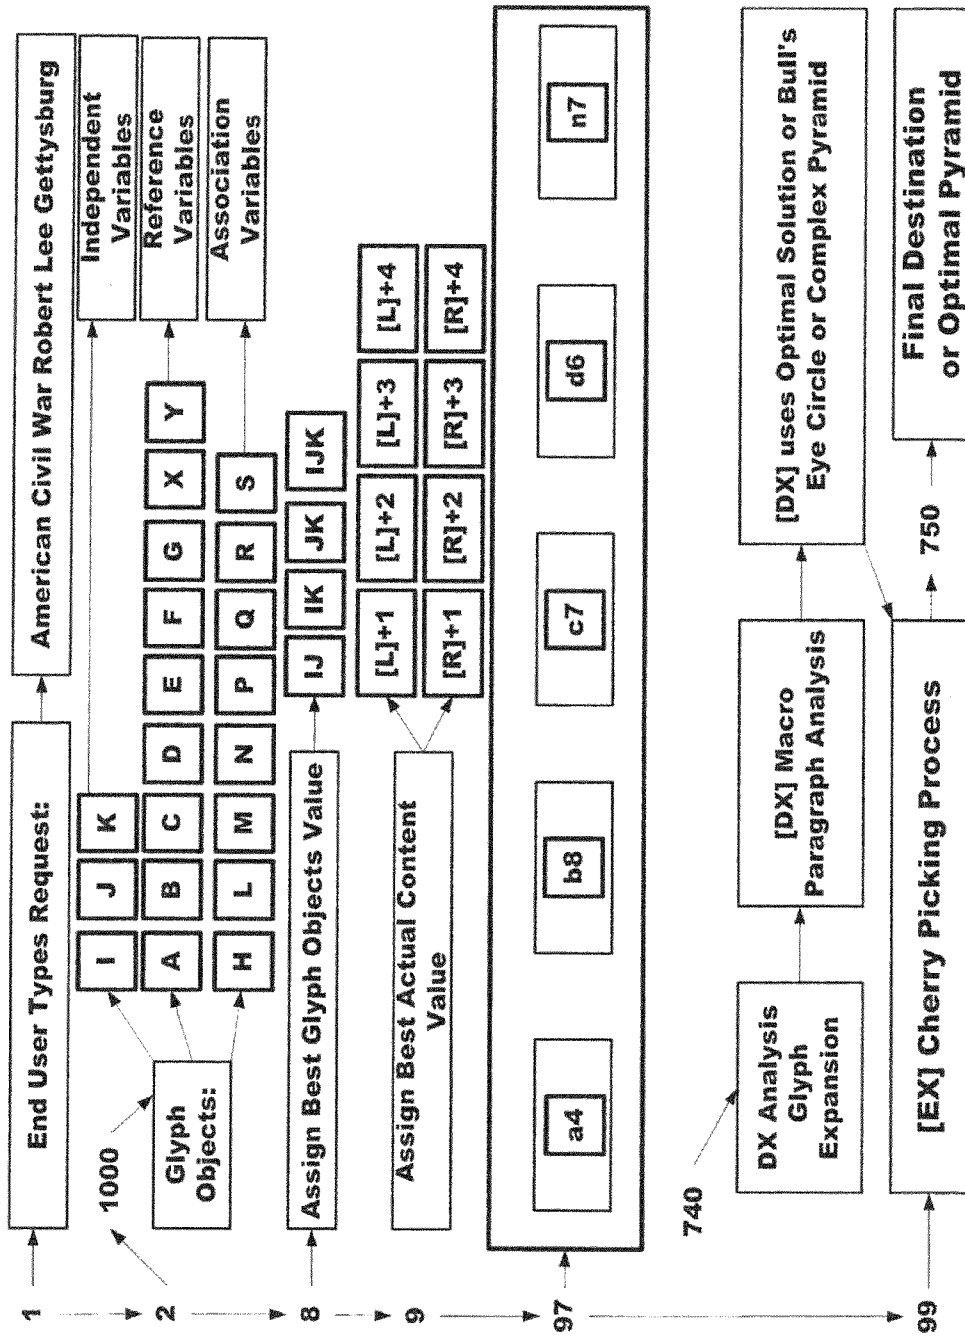 1
End User Types Request:
American Civil War Robert Lee Gettysburg
2
1000
Glyph
Objects:
I J K
Independent
Variables
A B C D E F G X Y
Reference
Variables
H L M N P Q R S
Association
Variables
8
Assign Best Glyph Objects Value
IJ IK JK IJK
9
Assign Best Actual Content
Value
[L]+1 [L]+2 [L]+3 [L]+4
[R]+1 [R]+2 [R]+3 [R]+4
97
a4 b8 c7 d6 n7
740
DX Analysis
Glyph
Expansion
[DX] Macro
Paragraph Analysis
[DX] uses Optimal Solution or Bull's
Eye Circle or Complex Pyramid
99
[EX] Cherry Picking Process
750
Final Destination
or Optimal Pyramid